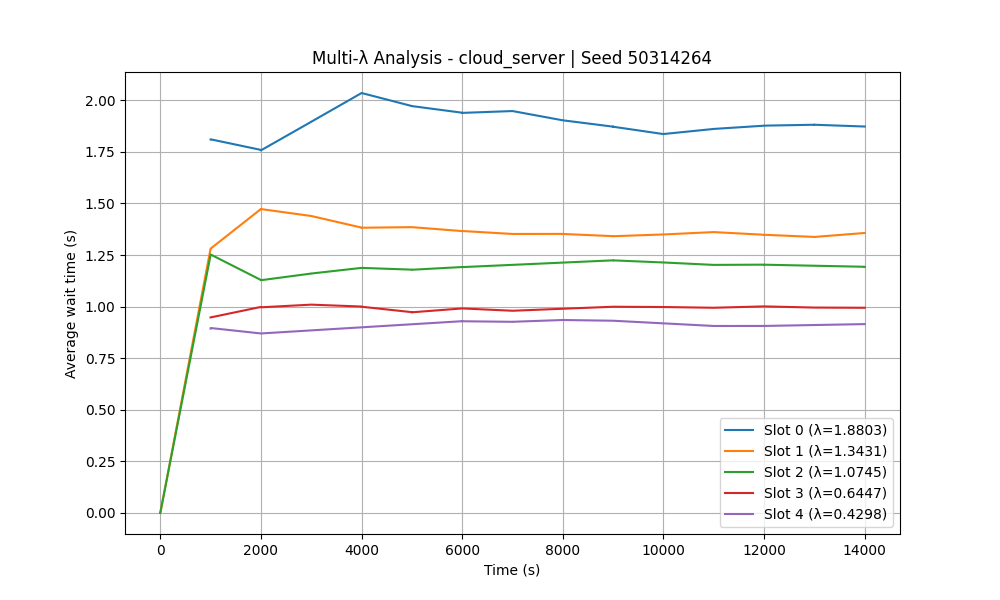 Multi-λ Analysis - cloud_server | Seed 50314264
Average wait time (s)
2.00
1.75
1.50
1.25
1.00
0.75
0.50
0.25
0.00
Slot 0 (λ=1.8803)
Slot 1 (λ=1.3431)
Slot 2 (λ=1.0745)
Slot 3 (λ=0.6447)
Slot 4 (λ=0.4298)
0 2000 4000 6000 8000 10000 12000 14000
Time (s)